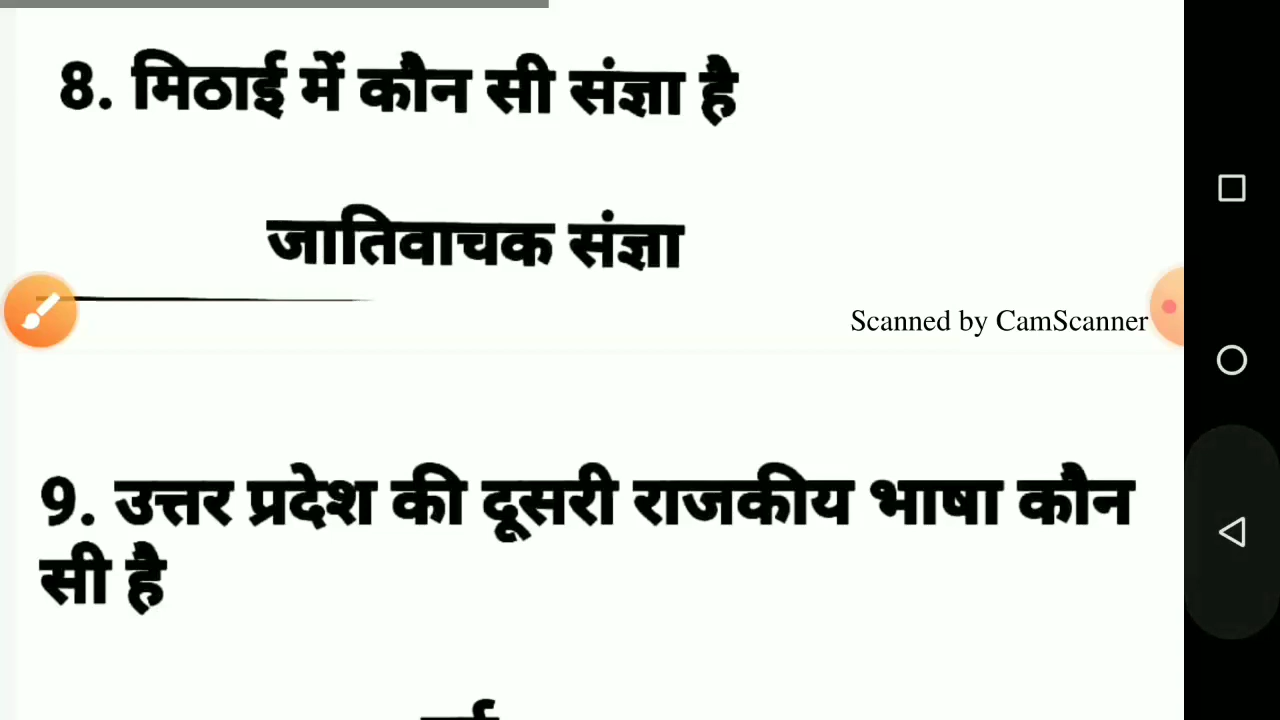 8. मिठाई में कौन सी संज्ञा है
जातिवाचक संज्ञा
Scanned by CamScanner
9. उत्तर प्रदेश की दूसरी राजकीय भाषा कौन
सी है